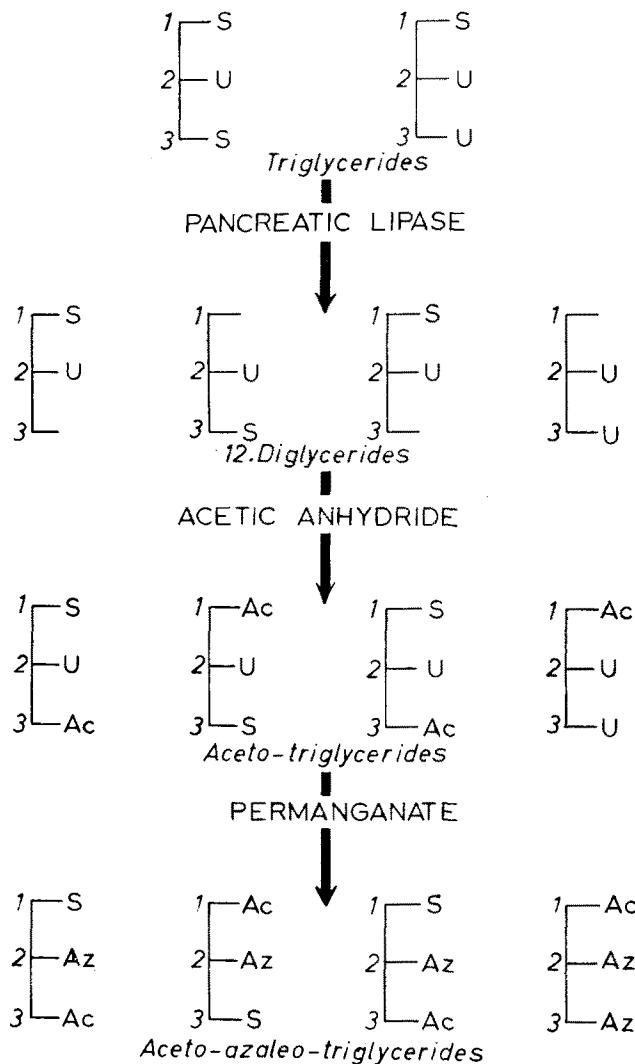 1 S 1 S
2 U 2 U
3 S 3 U
Triglycerides
PANCREATIC LIPASE
1 S 1 1 S 1
2 U 2 U 2 U 2 U
3 3 S 3 3 U
12.Diglycerides
ACETIC ANHYDRIDE
1 S 1 Ac 1 S 1 Ac
2 U 2 U 2 U 2 U
3 Ac 3 S 3 Ac 3 U
Aceto-triglycerides
PERMANGANATE
1 S 1 Ac 1 S 1 Ac
2 Az 2 Az 2 Az 2 Az
3 Ac 3 S 3 Ac 3 Az
Aceto-azaleo-triglycerides